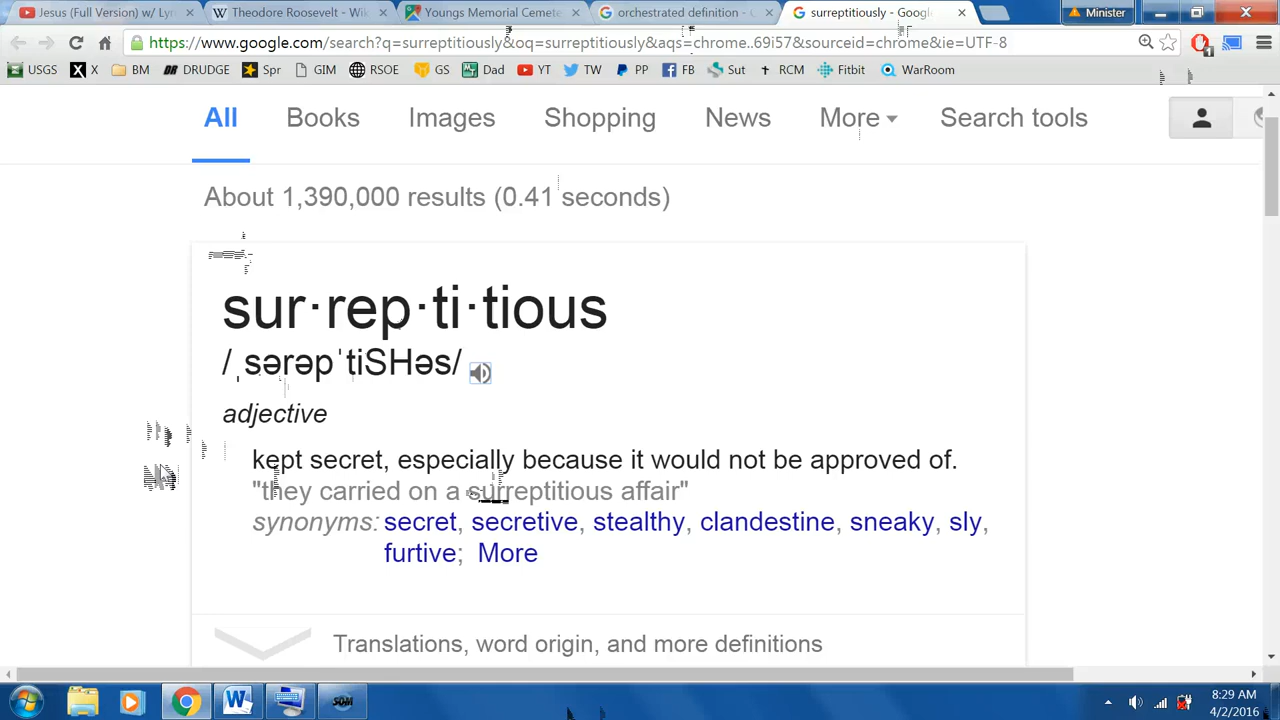 Jesus (Full Version) w/ Lyr
Theodore Roosevelt - Wik
Youngs Memorial Cemete
orchestrated definition - G
surreptitiously - Google
Minister
https://www.google.com/search?q=surreptitiously&oq=surreptitiously&aqs=chrome..69i57&sourceid=chrome&ie=UTF-8
USGS X BM DRUDGE Spr GIM RSOE GS Dad YT TW PP FB Sut RCM Fitbit WarRoom
All Books Images Shopping News More Search tools
About 1,390,000 results (0.41 seconds)
sur·rep·ti·tious
/ˌsərəpˈtiSHəs/
adjective
kept secret, especially because it would not be approved of.
"they carried on a surreptitious affair"
synonyms: secret, secretive, stealthy, clandestine, sneaky, sly,
furtive; More
Translations, word origin, and more definitions
8:29 AM
4/2/2016